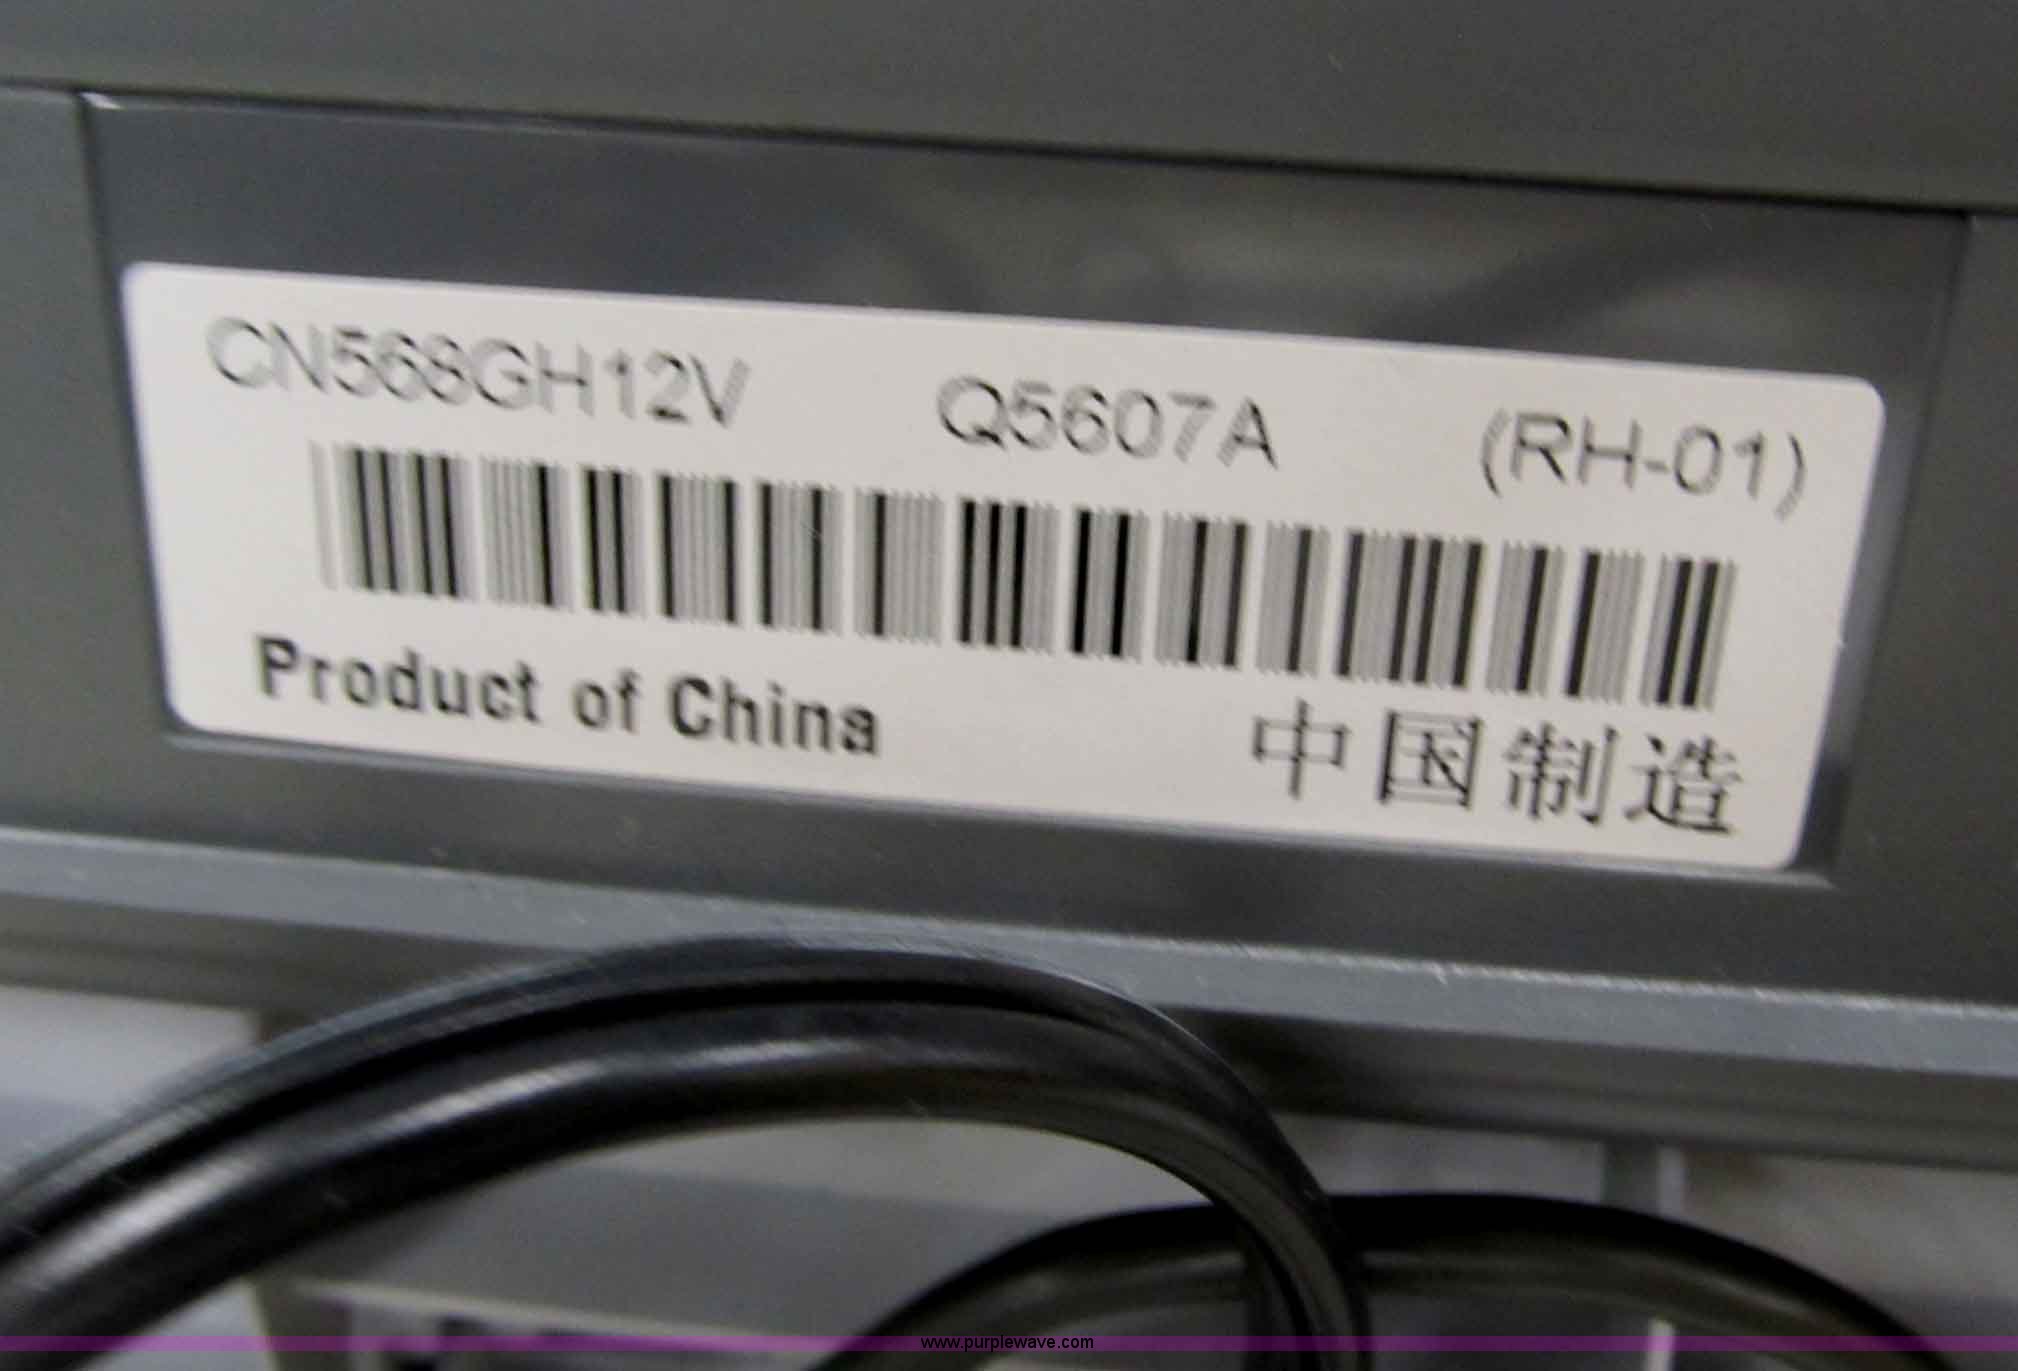 CN568GH12V Q5607A (RH-01)
Product of China 中国制造
www.purplewave.com